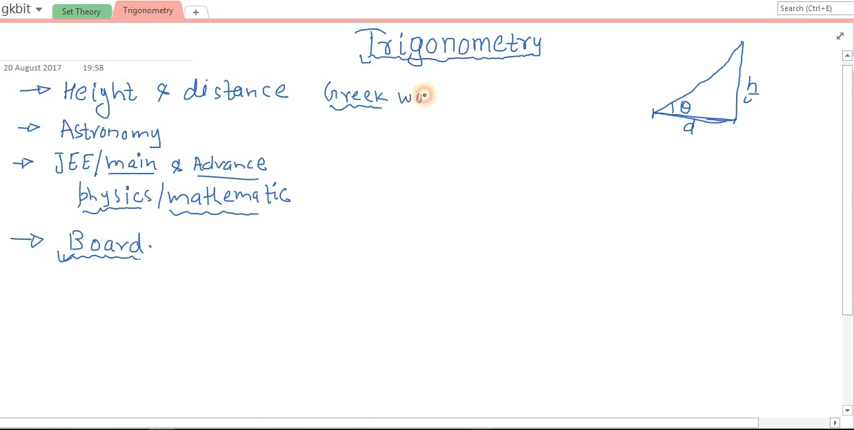 gkbit
Set Theory
Trigonometry
+
Search (Ctrl+E)
Trigonometry
20 August 2017 19:58
→ Height & distance Greek
h
θ
d
→ Astronomy
→ JEE/main & Advance
physics/mathematic
→ Board.